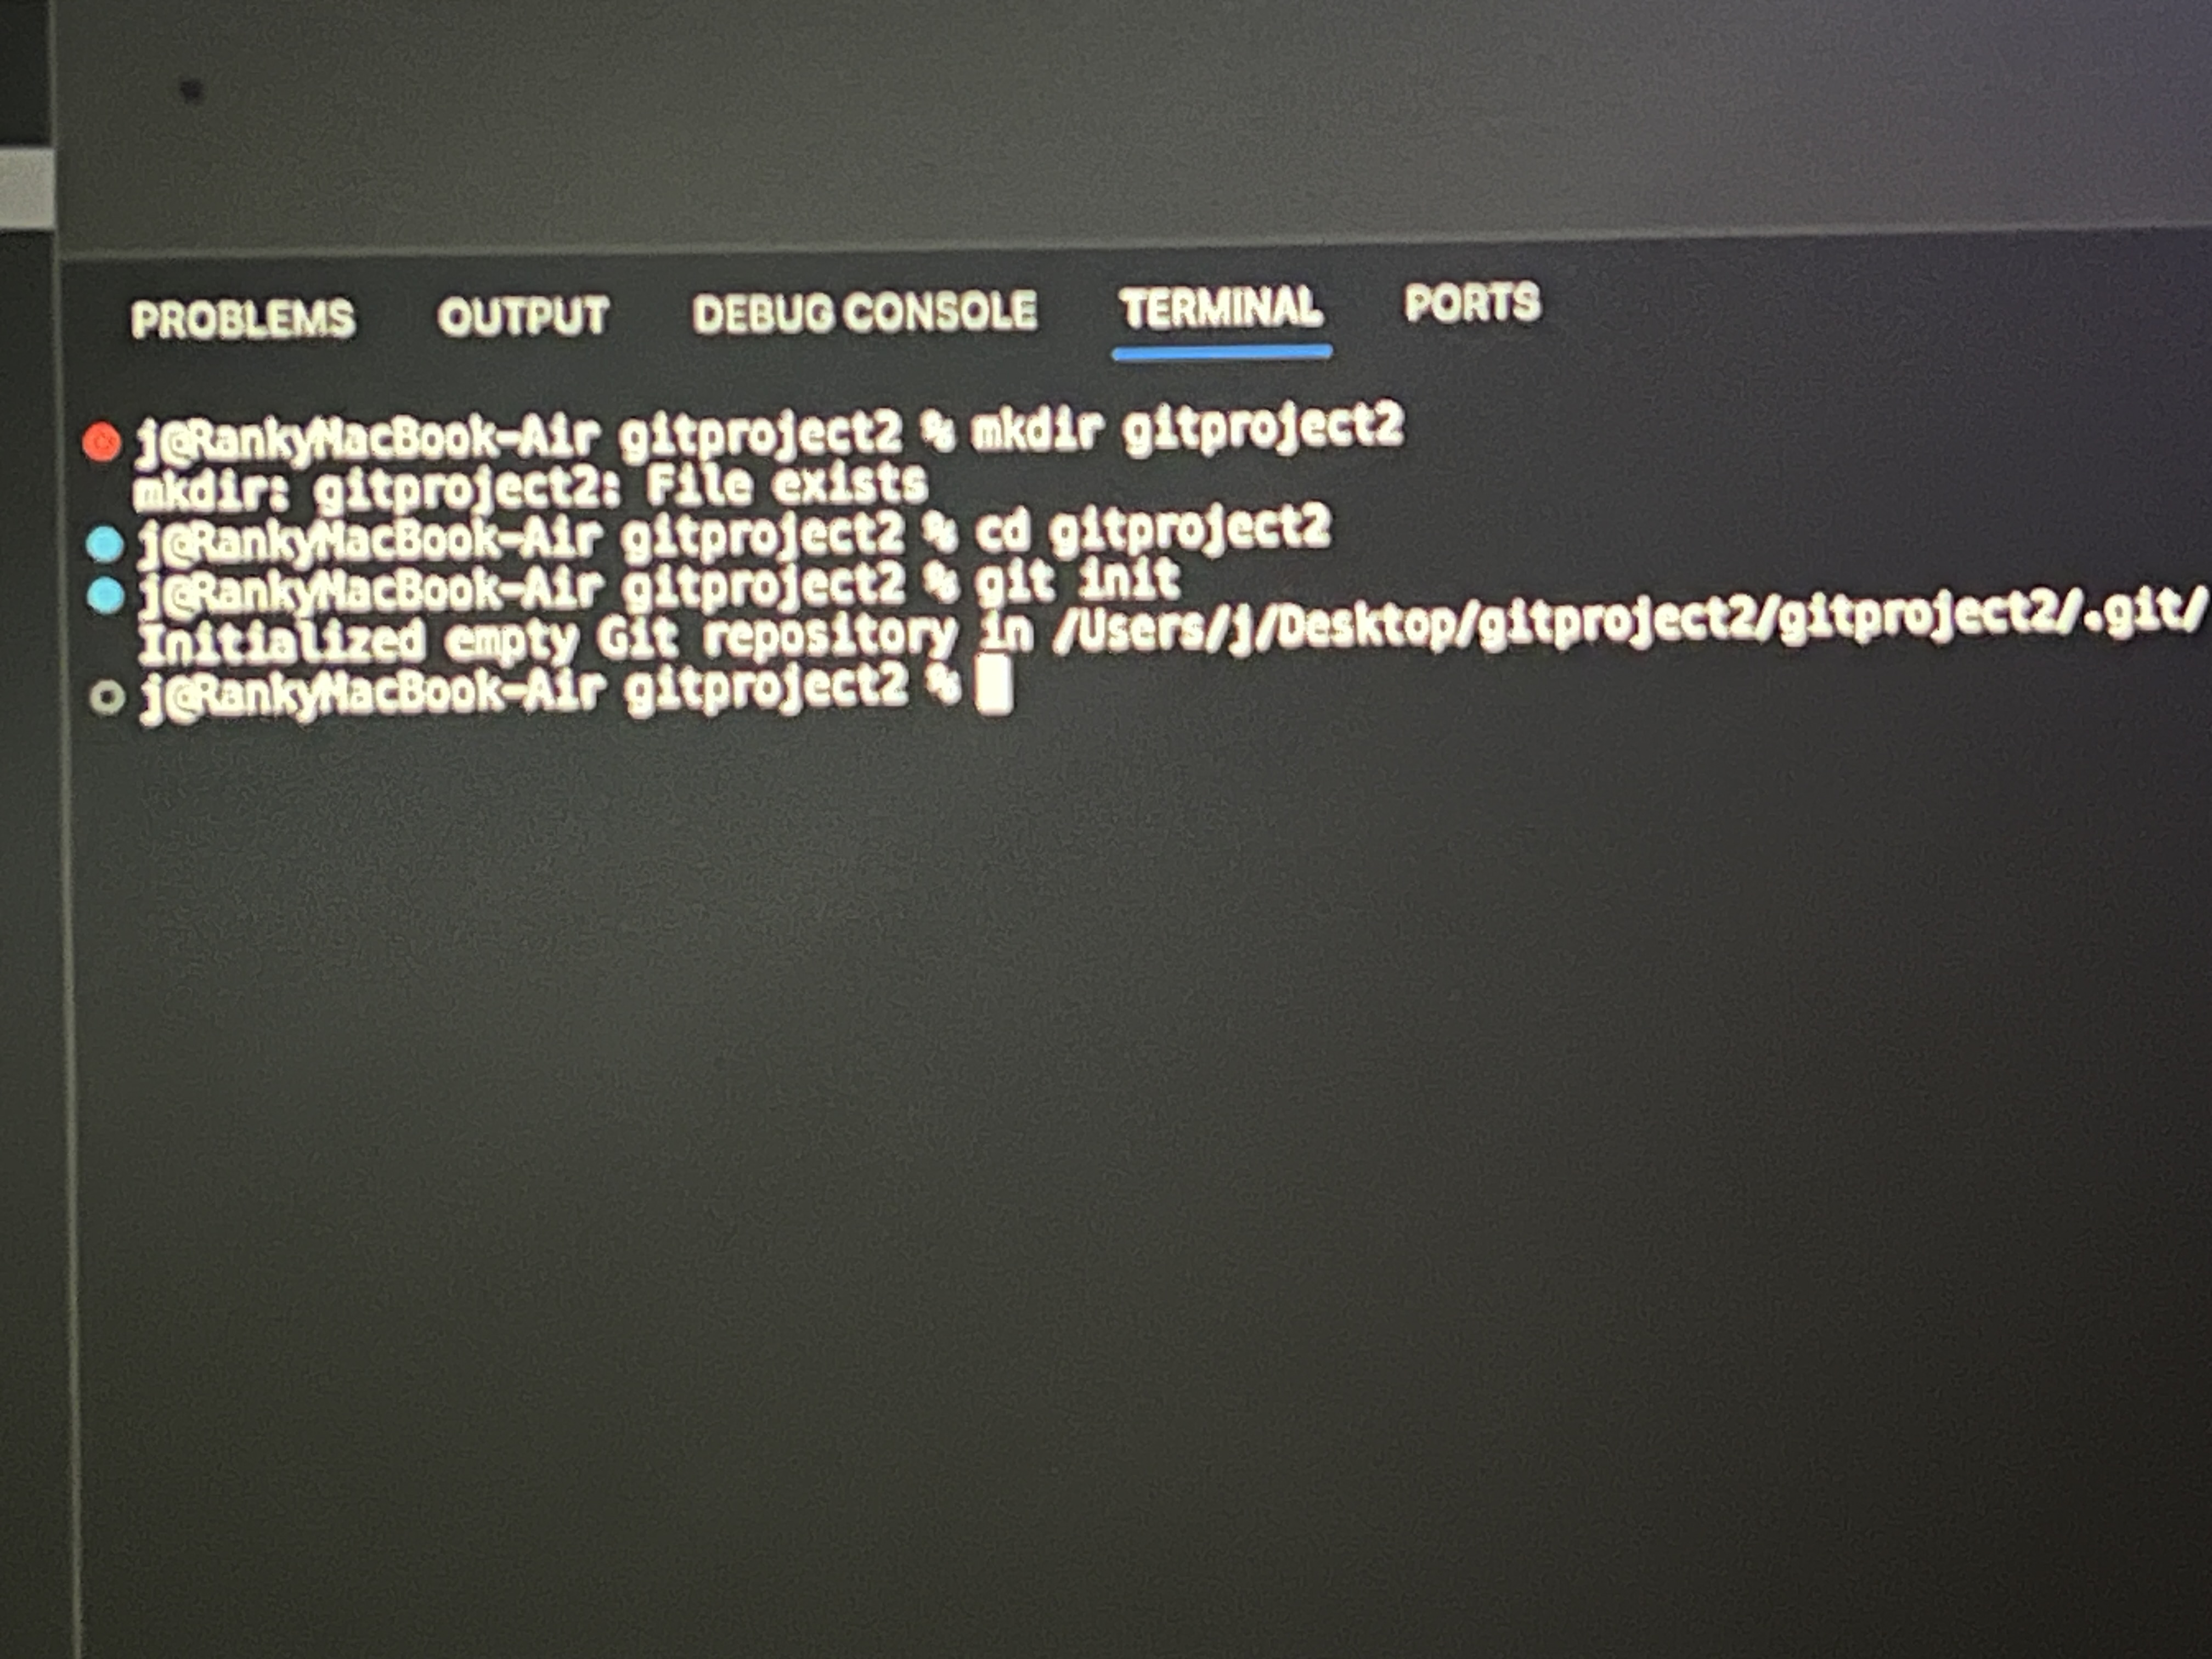 PROBLEMS OUTPUT DEBUG CONSOLE TERMINAL PORTS
j@RankyMacBook-Air gitproject2 % mkdir gitproject2
mkdir: gitproject2: File exists
j@RankyMacBook-Air gitproject2 % cd gitproject2
j@RankyMacBook-Air gitproject2 % git init
Initialized empty Git repository in /Users/j/Desktop/gitproject2/gitproject2/.git/
j@RankyMacBook-Air gitproject2 %